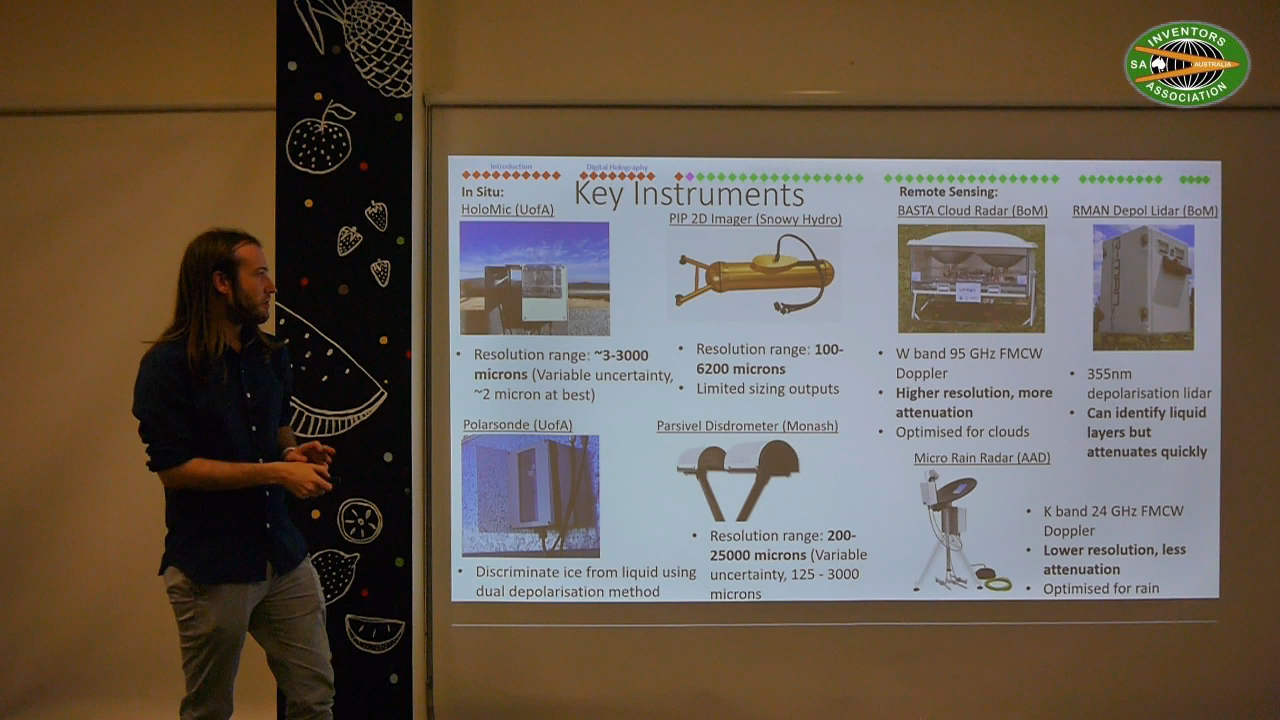 INVENTORS
SA AUSTRALIA
ASSOCIATION
Introduction
Digital Holography
Key Instruments
In Situ:
HoloMic (UofA)
Resolution range: ~3-3000
microns (Variable uncertainty,
~2 micron at best)
PIP 2D Imager (Snowy Hydro)
Resolution range: 100-
6200 microns
Limited sizing outputs
Polarsonde (UofA)
Discriminate ice from liquid using
dual depolarisation method
Parsivel Disdrometer (Monash)
Resolution range: 200-
25000 microns (Variable
uncertainty, 125 - 3000
microns
Remote Sensing:
BASTA Cloud Radar (BoM)
W band 95 GHz FMCW
Doppler
Higher resolution, more
attenuation
Optimised for clouds
RMAN Depol Lidar (BoM)
355nm
depolarisation lidar
Can identify liquid
layers but
attenuates quickly
Micro Rain Radar (AAD)
K band 24 GHz FMCW
Doppler
Lower resolution, less
attenuation
Optimised for rain